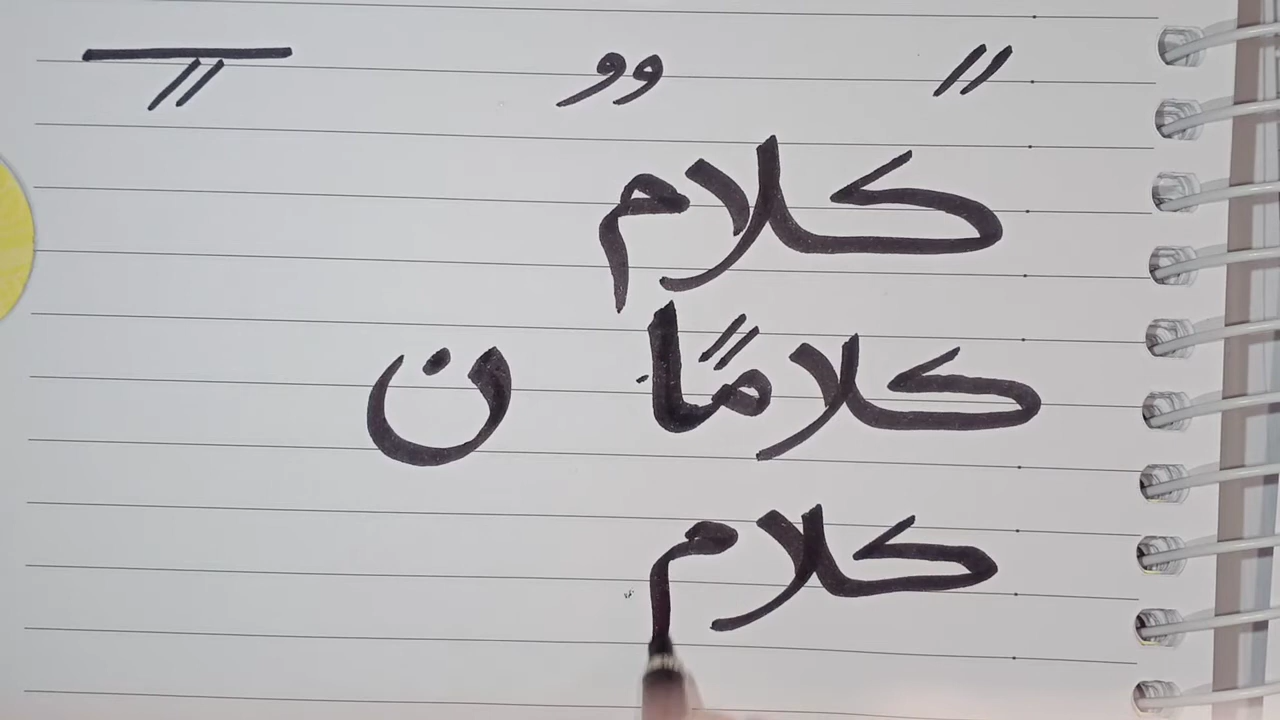 ً ٌ ٍ
كلام
كلامًا ن
كلام